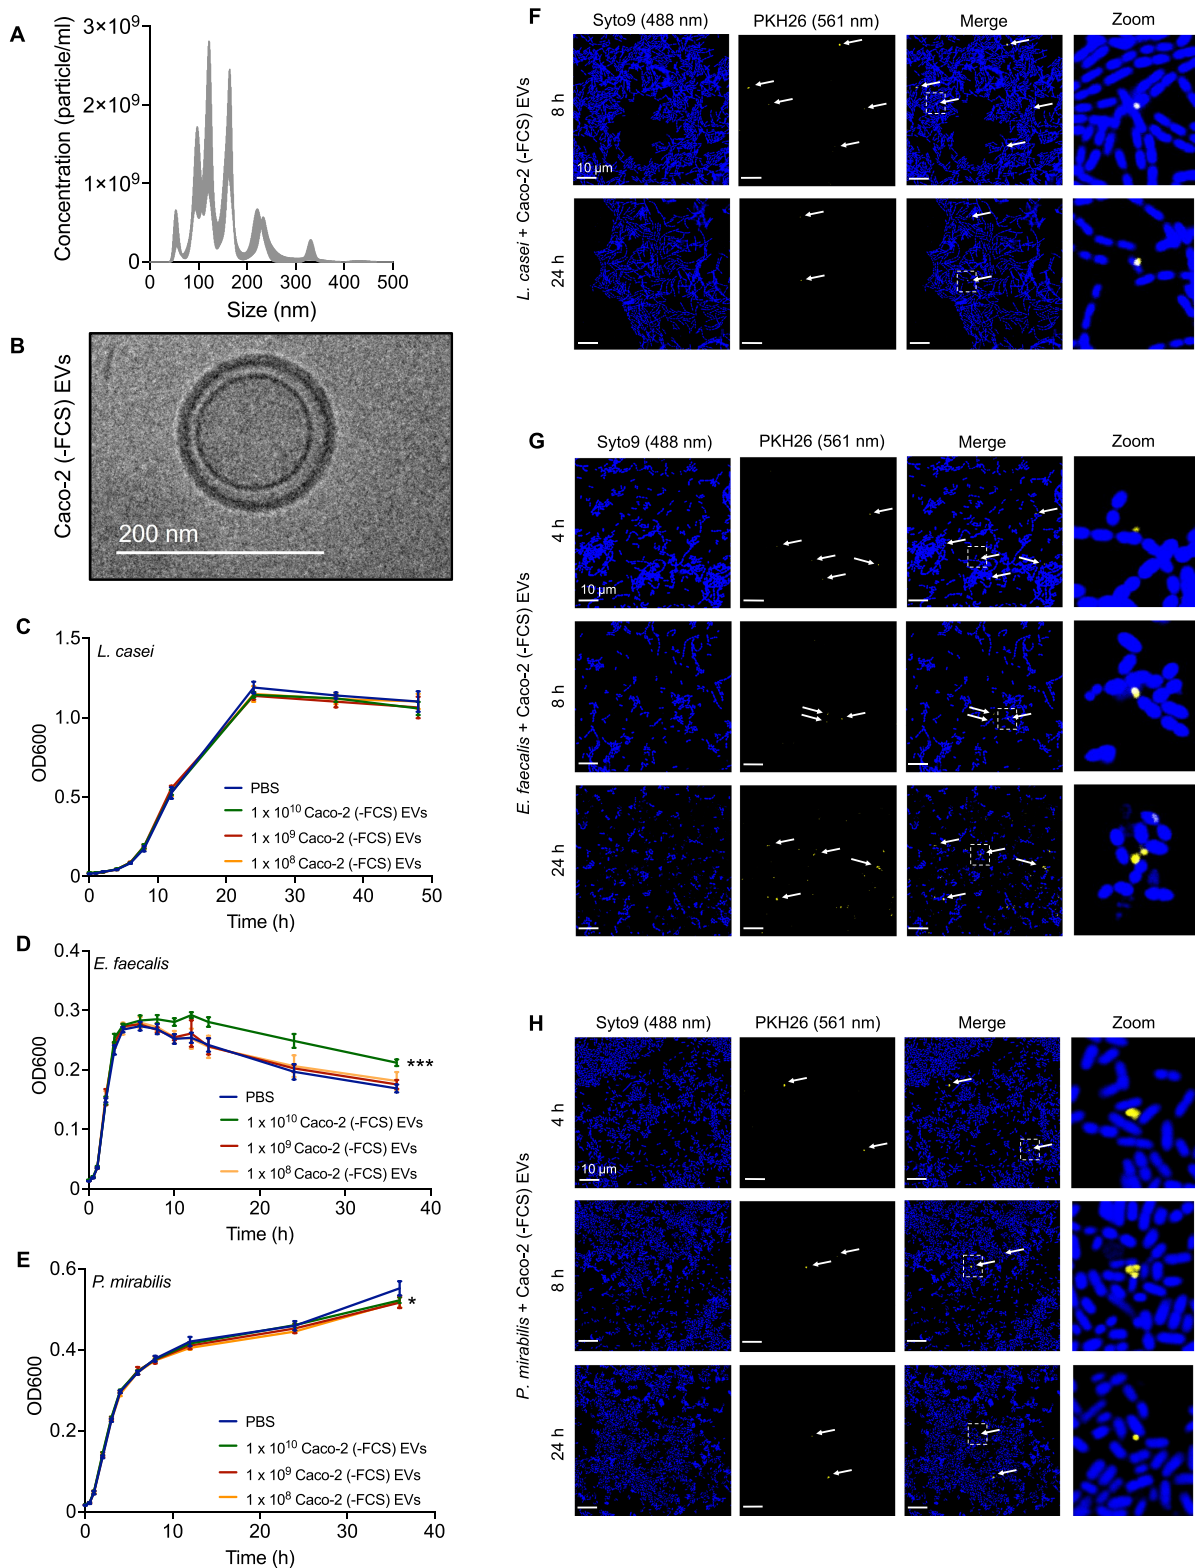 A
Concentration (particle/ml)
3×10⁹
2×10⁹
1×10⁹
0
0 100 200 300 400 500
Size (nm)
B
Caco-2 (-FCS) EVs
200 nm
C
L. casei
OD600
1.5
1.0
0.5
0
PBS
1 x 10¹⁰ Caco-2 (-FCS) EVs
1 x 10⁹ Caco-2 (-FCS) EVs
1 x 10⁸ Caco-2 (-FCS) EVs
0 10 20 30 40 50
Time (h)
D
E. faecalis
OD600
0.4
0.3
0.2
0.1
0
***
PBS
1 x 10¹⁰ Caco-2 (-FCS) EVs
1 x 10⁹ Caco-2 (-FCS) EVs
1 x 10⁸ Caco-2 (-FCS) EVs
0 10 20 30 40
Time (h)
E
P. mirabilis
OD600
0.6
0.4
0.2
0
*
PBS
1 x 10¹⁰ Caco-2 (-FCS) EVs
1 x 10⁹ Caco-2 (-FCS) EVs
1 x 10⁸ Caco-2 (-FCS) EVs
0 10 20 30 40
Time (h)
F
Syto9 (488 nm) PKH26 (561 nm) Merge Zoom
L. casei + Caco-2 (-FCS) EVs
8 h
10 µm
24 h
G
Syto9 (488 nm) PKH26 (561 nm) Merge Zoom
E. faecalis + Caco-2 (-FCS) EVs
4 h
10 µm
8 h
24 h
H
Syto9 (488 nm) PKH26 (561 nm) Merge Zoom
P. mirabilis + Caco-2 (-FCS) EVs
4 h
10 µm
8 h
24 h